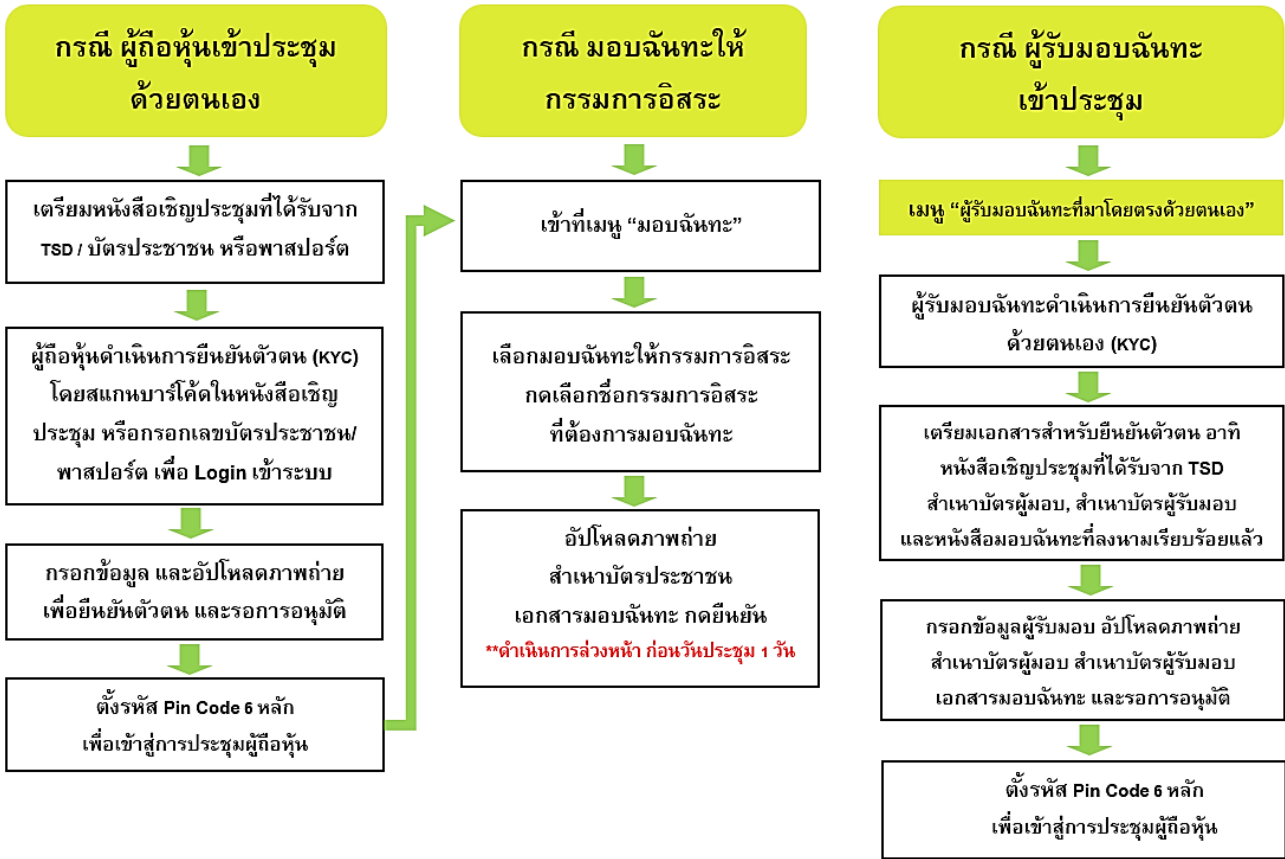 กรณี ผู้ถือหุ้นเข้าประชุม
ด้วยตนเอง
เตรียมหนังสือเชิญประชุมที่ได้รับจาก
TSD / บัตรประชาชน หรือพาสปอร์ต
ผู้ถือหุ้นดำเนินการยืนยันตัวตน (KYC)
โดยสแกนบาร์โค้ดในหนังสือเชิญ
ประชุม หรือกรอกเลขบัตรประชาชน/
พาสปอร์ต เพื่อ Login เข้าระบบ
กรอกข้อมูล และอัปโหลดภาพถ่าย
เพื่อยืนยันตัวตน และรอการอนุมัติ
ตั้งรหัส Pin Code 6 หลัก
เพื่อเข้าสู่การประชุมผู้ถือหุ้น
กรณี มอบฉันทะให้
กรรมการอิสระ
เข้าที่เมนู “มอบฉันทะ”
เลือกมอบฉันทะให้กรรมการอิสระ
กดเลือกชื่อกรรมการอิสระ
ที่ต้องการมอบฉันทะ
อัปโหลดภาพถ่าย
สำเนาบัตรประชาชน
เอกสารมอบฉันทะ กดยืนยัน
**ดำเนินการล่วงหน้า ก่อนวันประชุม 1 วัน
กรณี ผู้รับมอบฉันทะ
เข้าประชุม
เมนู “ผู้รับมอบฉันทะที่มาโดยตรงด้วยตนเอง”
ผู้รับมอบฉันทะดำเนินการยืนยันตัวตน
ด้วยตนเอง (KYC)
เตรียมเอกสารสำหรับยืนยันตัวตน อาทิ
หนังสือเชิญประชุมที่ได้รับจาก TSD
สำเนาบัตรผู้มอบ, สำเนาบัตรผู้รับมอบ
และหนังสือมอบฉันทะที่ลงนามเรียบร้อยแล้ว
กรอกข้อมูลผู้รับมอบ อัปโหลดภาพถ่าย
สำเนาบัตรผู้มอบ สำเนาบัตรผู้รับมอบ
เอกสารมอบฉันทะ และรอการอนุมัติ
ตั้งรหัส Pin Code 6 หลัก
เพื่อเข้าสู่การประชุมผู้ถือหุ้น